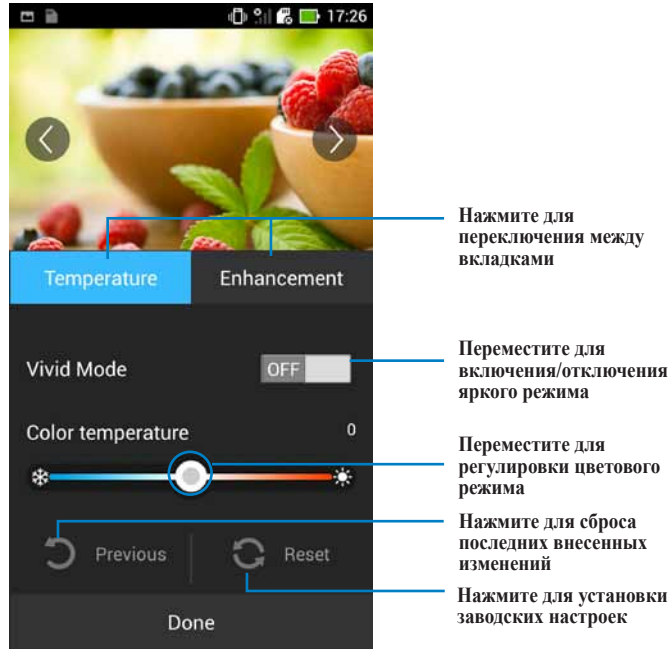 17:26
Нажмите для
переключения между
вкладками
Temperature
Enhancement
Vivid Mode
OFF
Переместите для
включения/отключения
яркого режима
Color temperature
0
Переместите для
регулировки цветового
режима
Previous
Reset
Нажмите для сброса
последних внесенных
изменений
Нажмите для установки
заводских настроек
Done